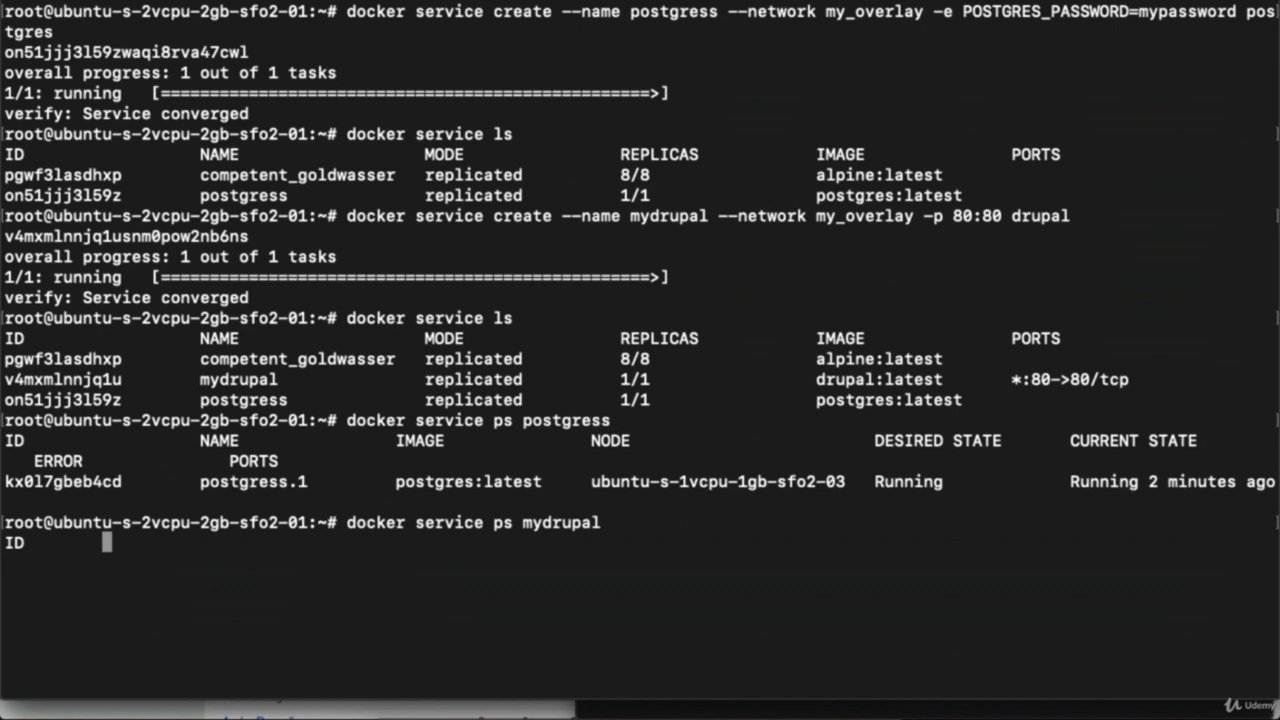 root@ubuntu-s-2vcpu-2gb-sfo2-01:~# docker service create --name postgress --network my_overlay -e POSTGRES_PASSWORD=mypassword pos
tgres
on51jjj3l59zwaqi8rva47cwl
overall progress: 1 out of 1 tasks
1/1: running   [==================================================>]
verify: Service converged
[root@ubuntu-s-2vcpu-2gb-sfo2-01:~# docker service ls
ID NAME MODE REPLICAS IMAGE PORTS
pgwf3lasdhxp competent_goldwasser replicated 8/8 alpine:latest
on51jjj3l59z postgress replicated 1/1 postgres:latest
[root@ubuntu-s-2vcpu-2gb-sfo2-01:~# docker service create --name mydrupal --network my_overlay -p 80:80 drupal
v4mxmlnnjq1usnm0pow2nb6ns
overall progress: 1 out of 1 tasks
1/1: running   [==================================================>]
verify: Service converged
[root@ubuntu-s-2vcpu-2gb-sfo2-01:~# docker service ls
ID NAME MODE REPLICAS IMAGE PORTS
pgwf3lasdhxp competent_goldwasser replicated 8/8 alpine:latest
v4mxmlnnjq1u mydrupal replicated 1/1 drupal:latest *:80->80/tcp
on51jjj3l59z postgress replicated 1/1 postgres:latest
[root@ubuntu-s-2vcpu-2gb-sfo2-01:~# docker service ps postgress
ID NAME IMAGE NODE DESIRED STATE CURRENT STATE
ERROR PORTS
kx0l7gbeb4cd postgress.1 postgres:latest ubuntu-s-1vcpu-1gb-sfo2-03 Running Running 2 minutes ago
[root@ubuntu-s-2vcpu-2gb-sfo2-01:~# docker service ps mydrupal
ID
Udemy